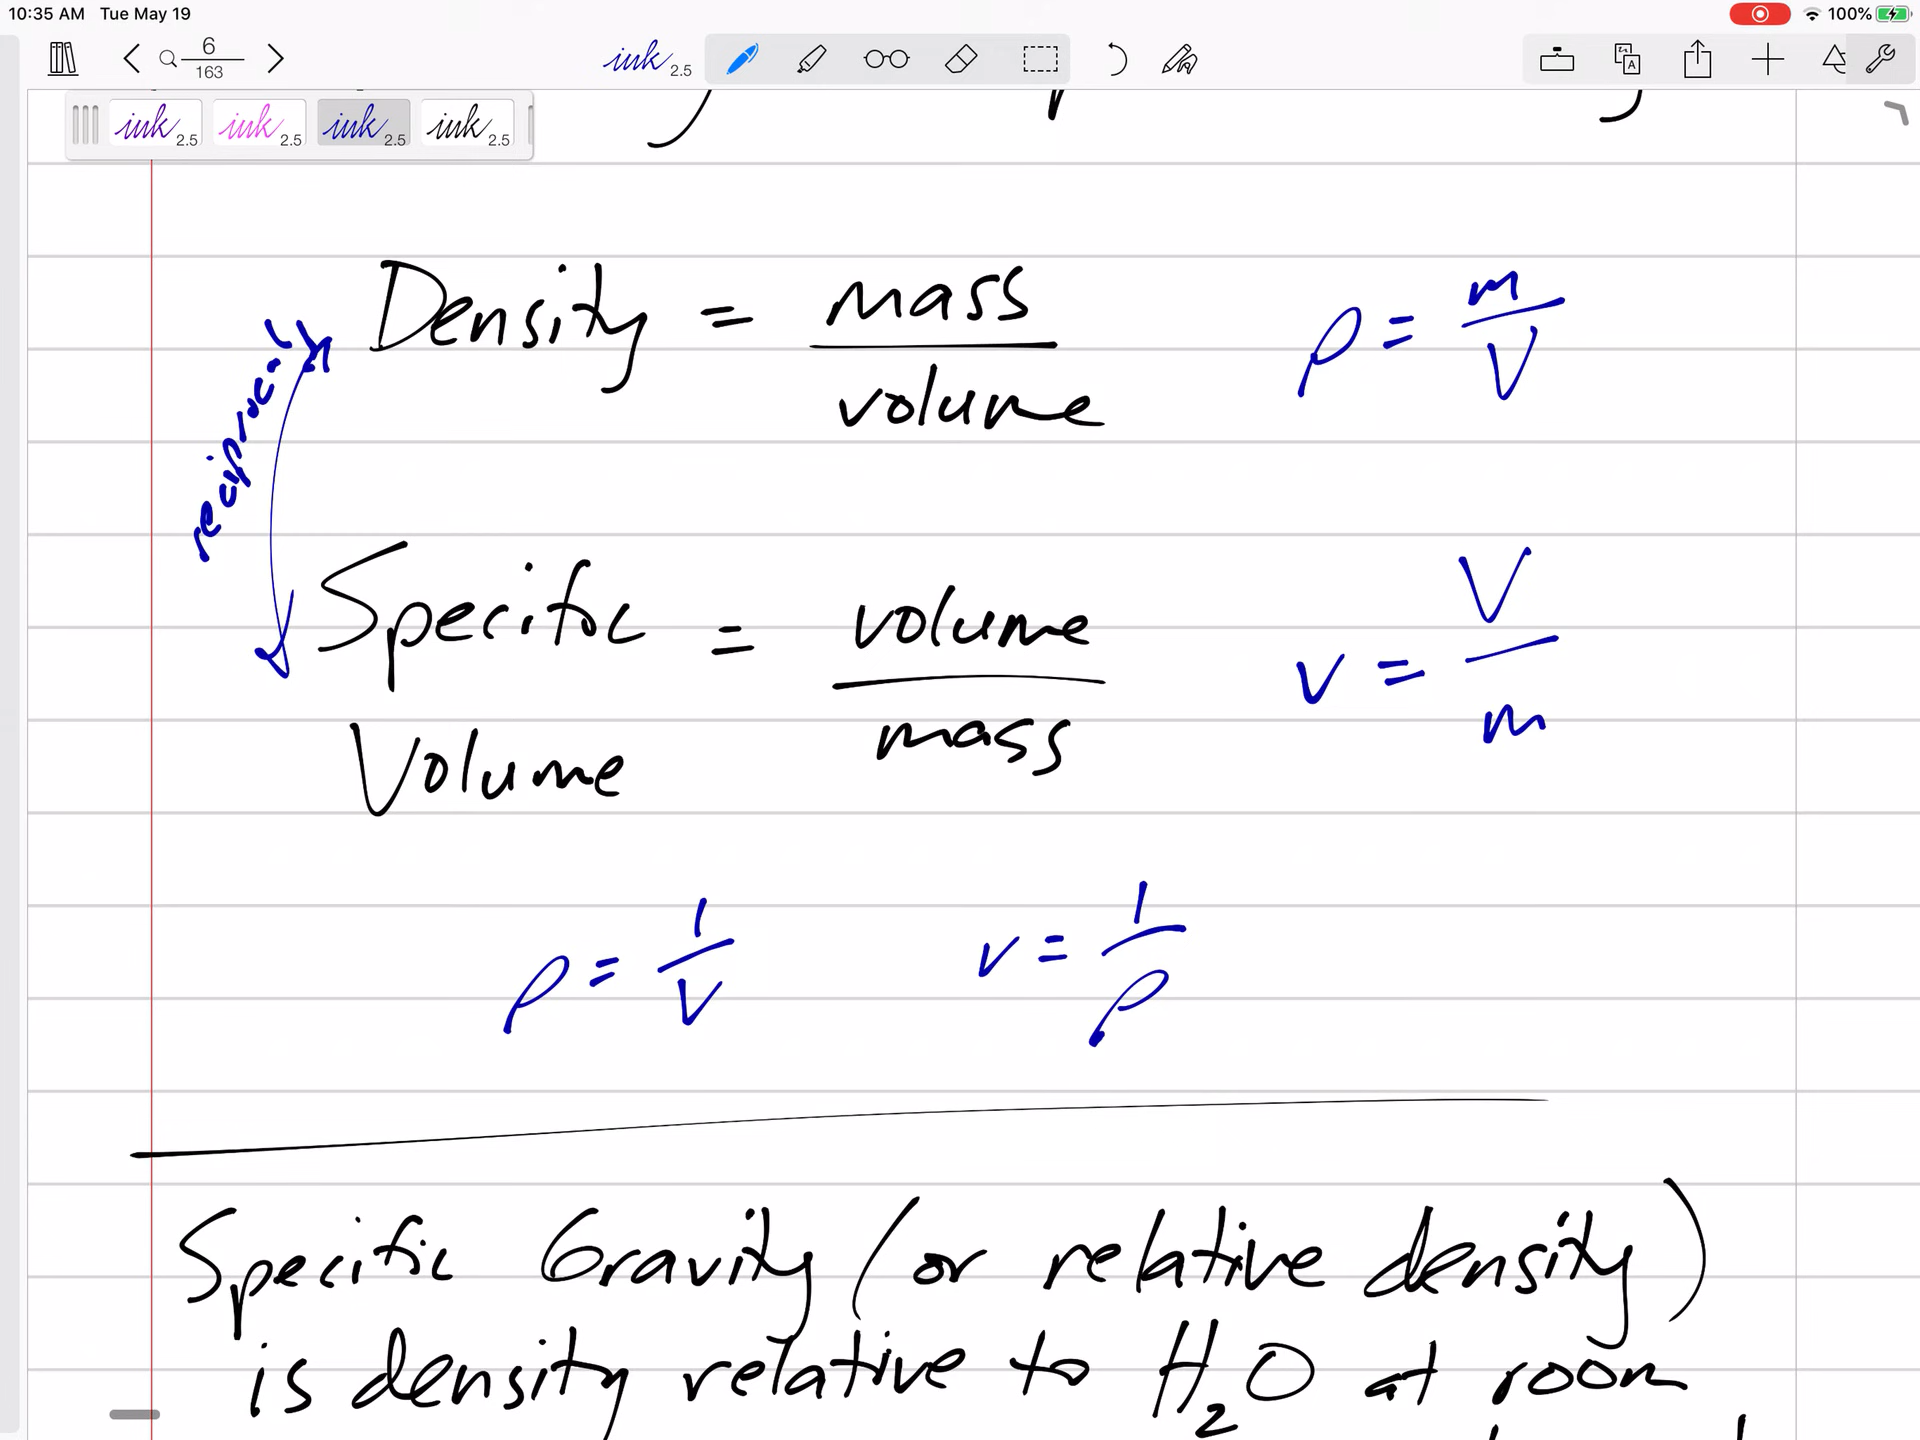 10:35 AM Tue May 19
100%
6
163
ink 2.5
ink 2.5 ink 2.5 ink 2.5 ink 2.5
Density = mass / volume ρ = m / V
reciprocal
Specific Volume = volume / mass v = V / m
ρ = 1 / v v = 1 / ρ
Specific Gravity (or relative density)
is density relative to H₂O at room